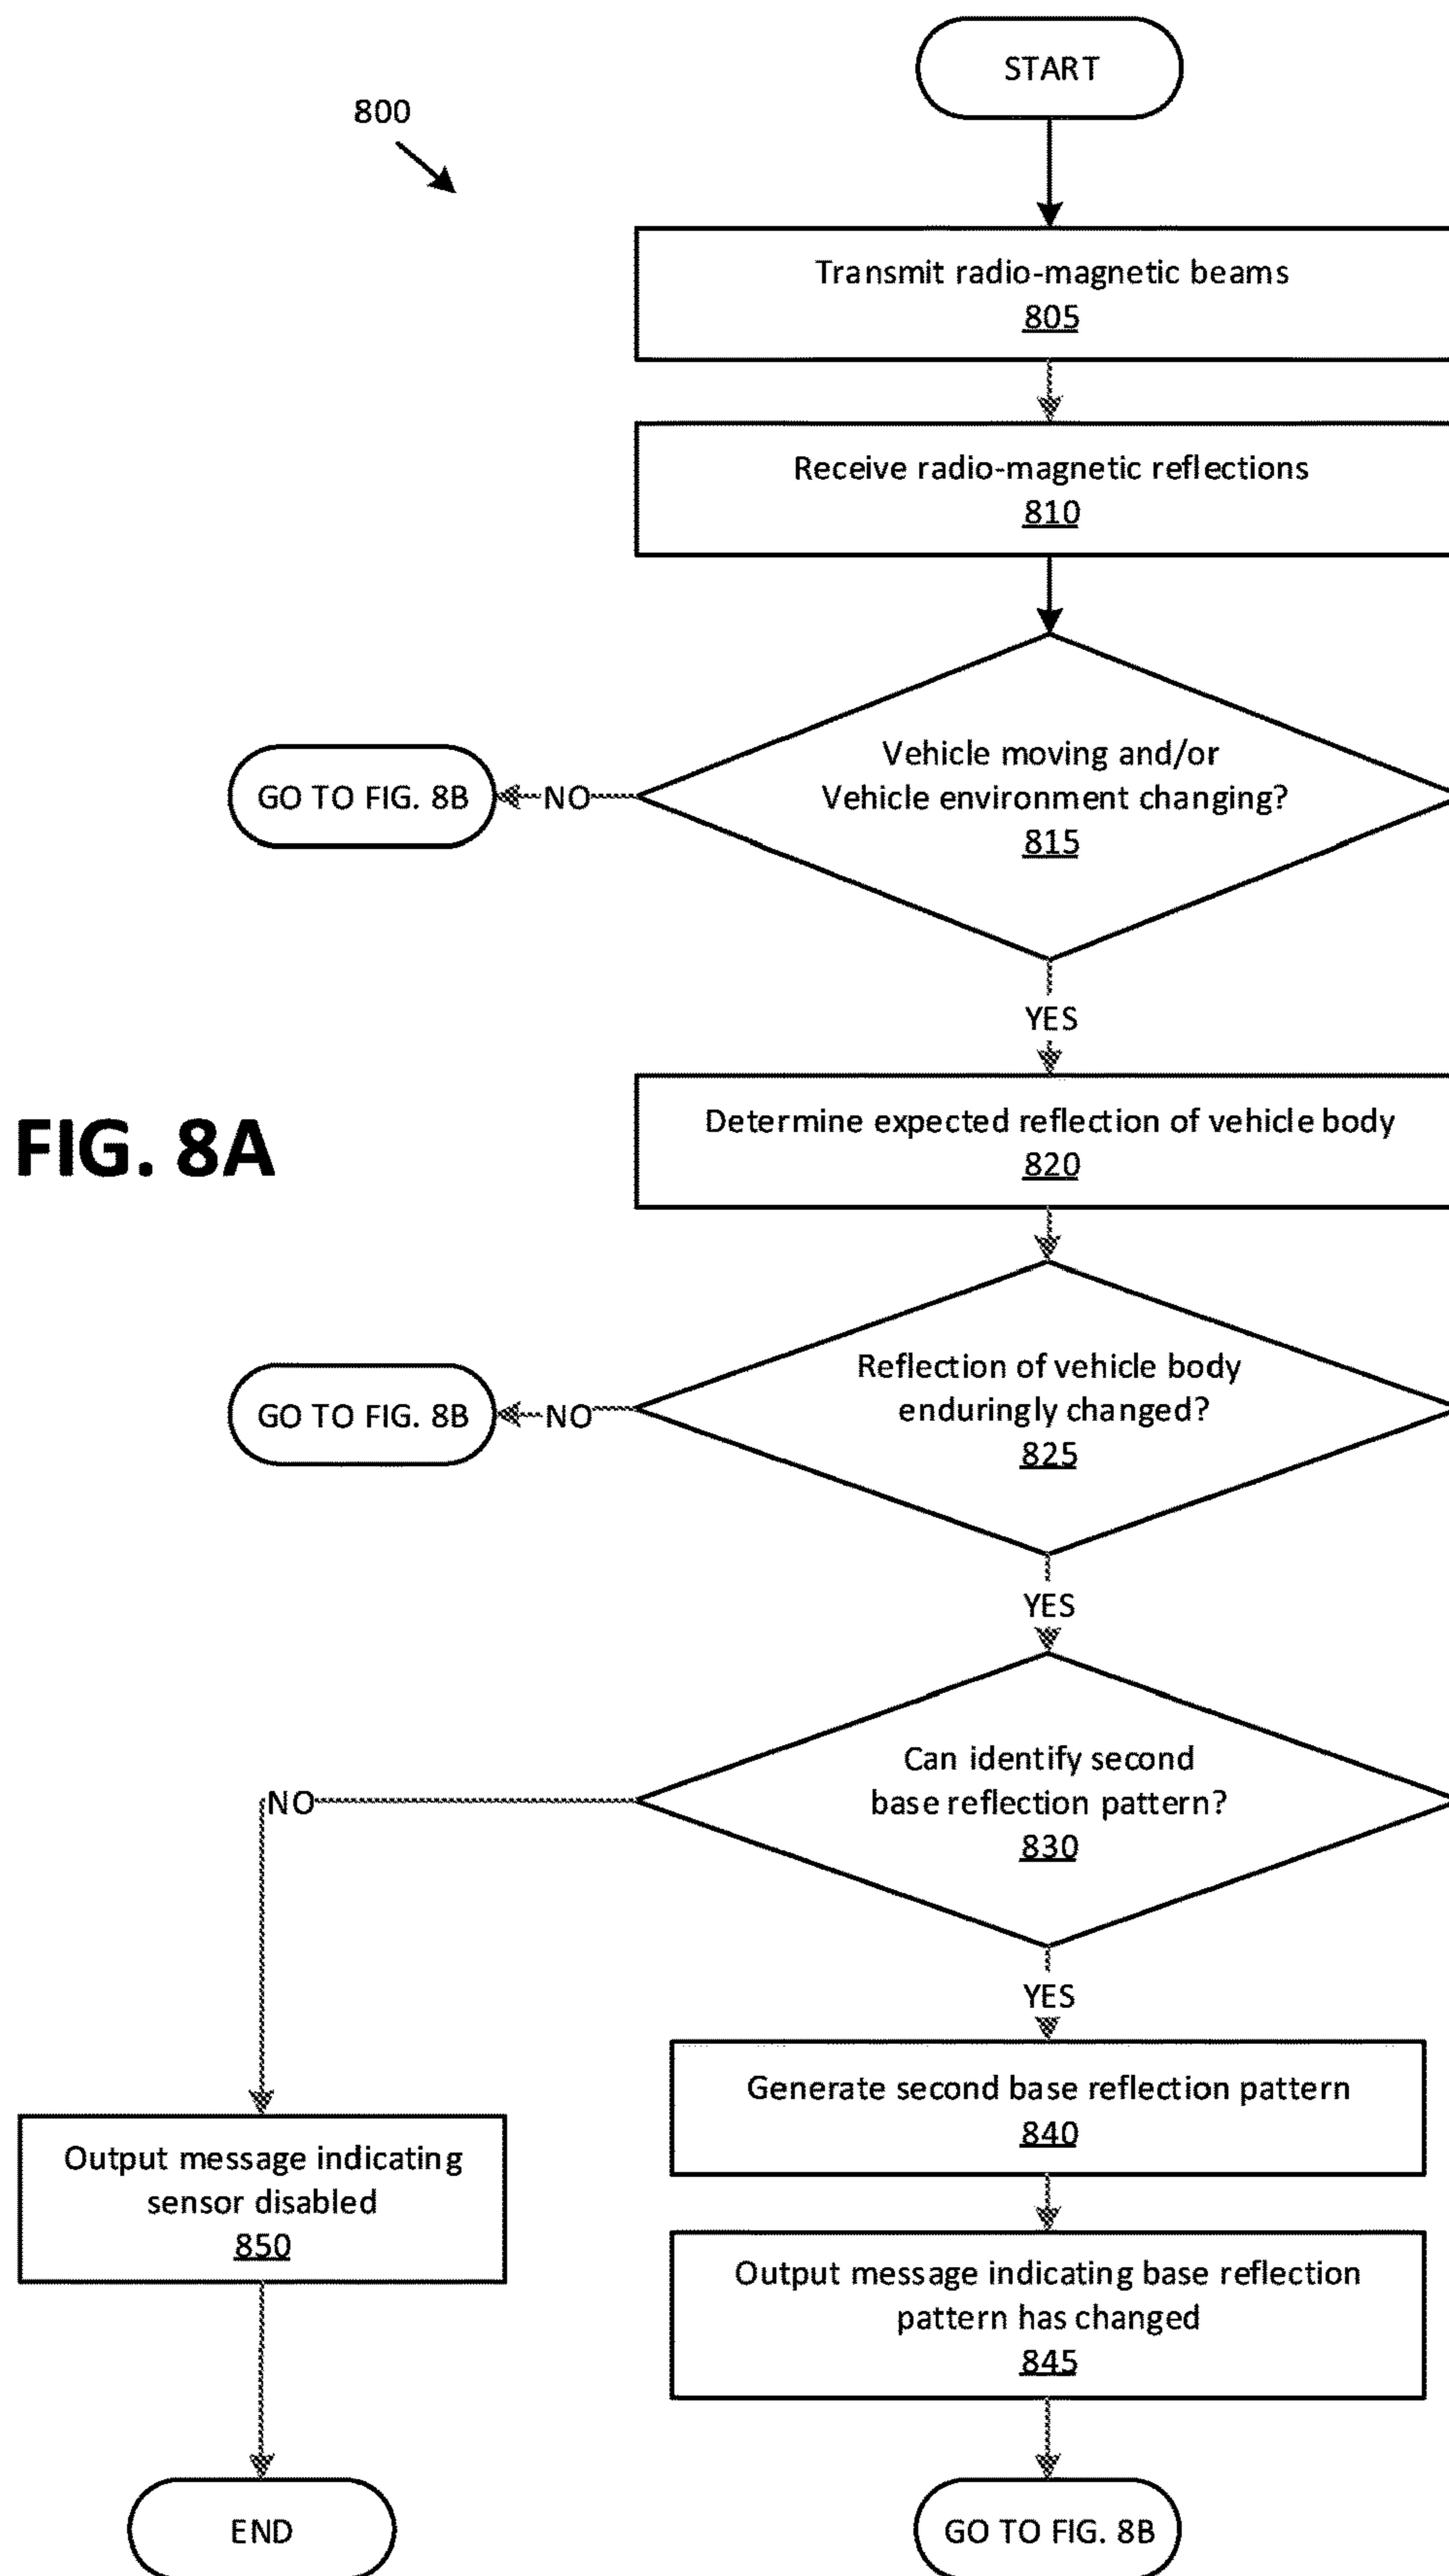 START
800
Transmit radio-magnetic beams
805
Receive radio-magnetic reflections
810
Vehicle moving and/or
Vehicle environment changing?
815
NO
GO TO FIG. 8B
YES
Determine expected reflection of vehicle body
820
FIG. 8A
Reflection of vehicle body
enduringly changed?
825
NO
GO TO FIG. 8B
YES
Can identify second
base reflection pattern?
830
NO
YES
Generate second base reflection pattern
840
Output message indicating
sensor disabled
850
Output message indicating base reflection
pattern has changed
845
END
GO TO FIG. 8B